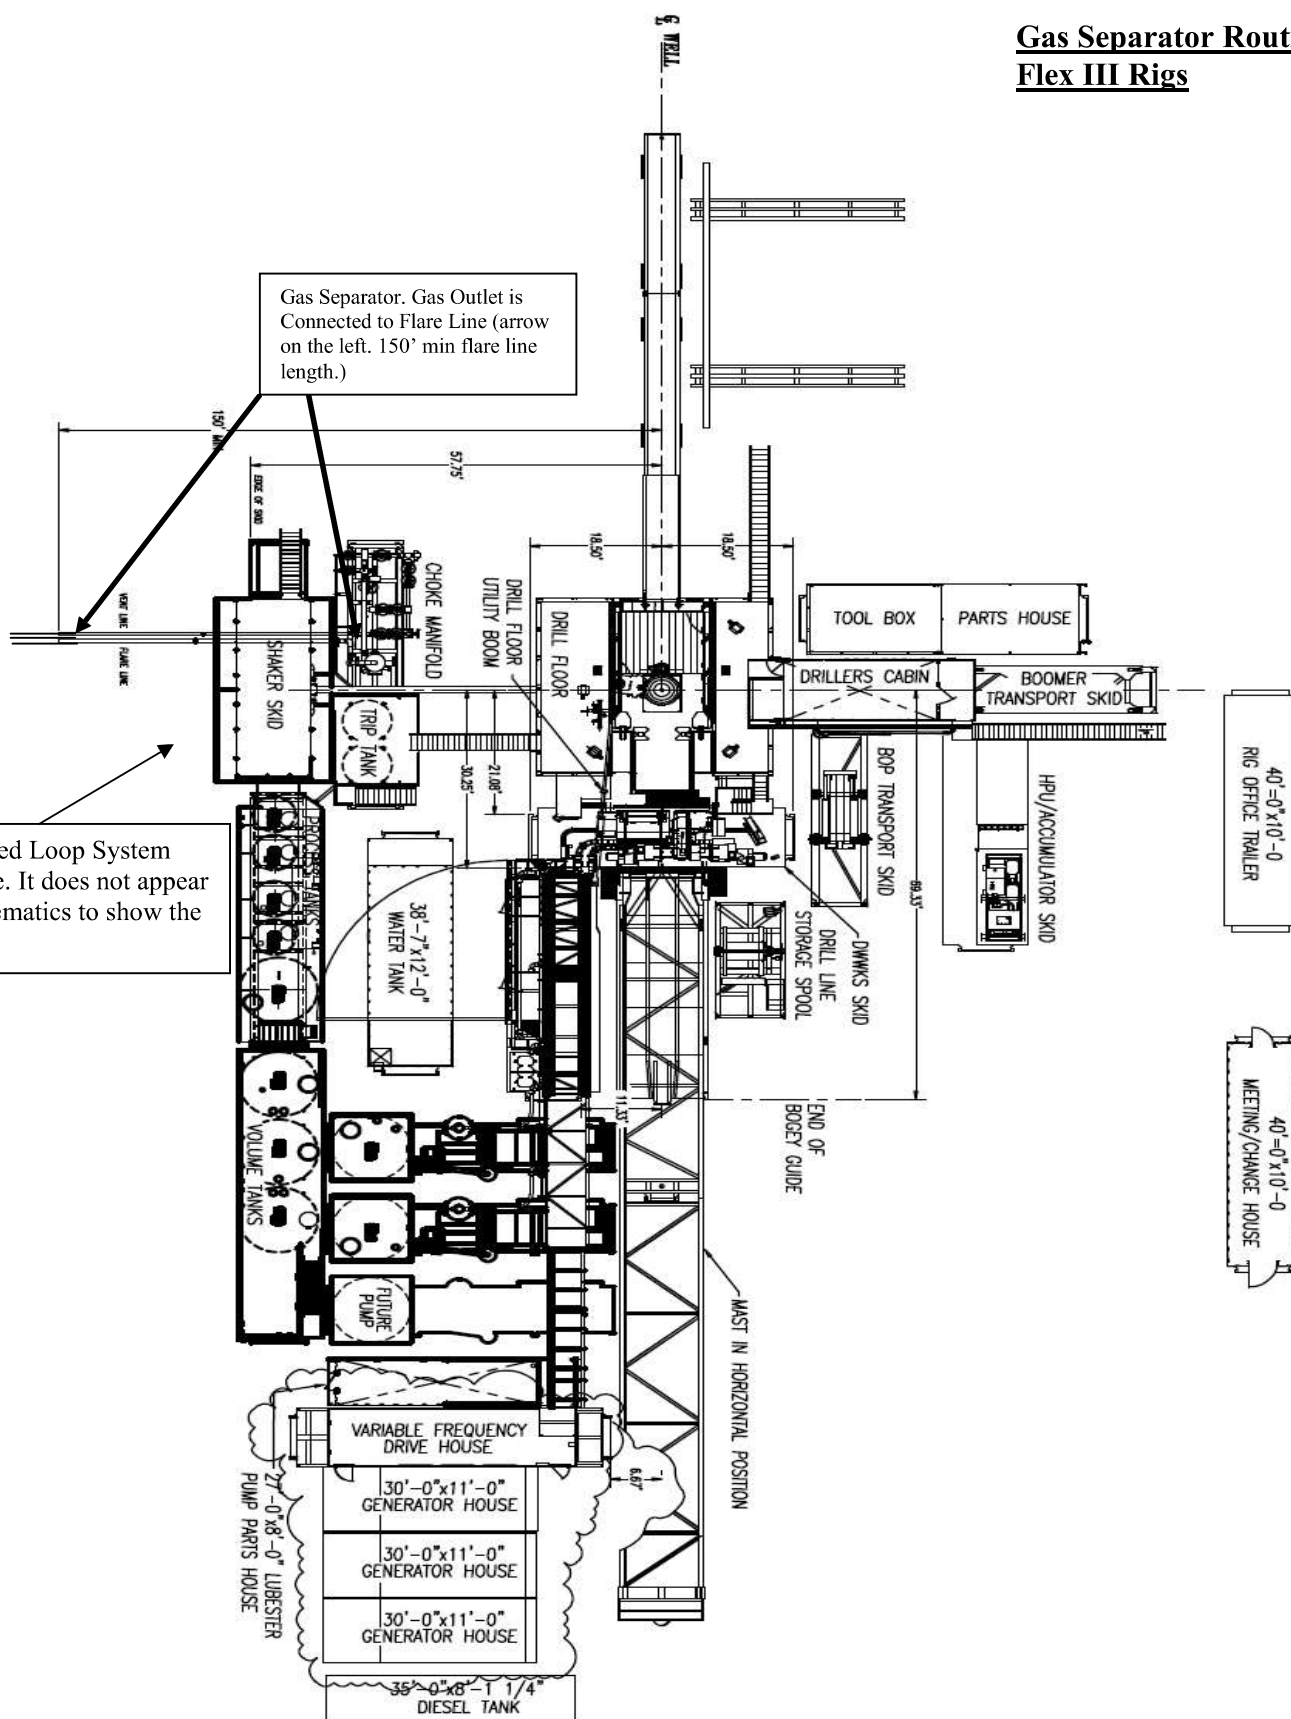 Gas Separator Rout
Flex III Rigs
℄ WELL
Gas Separator. Gas Outlet is
Connected to Flare Line (arrow
on the left. 150’ min flare line
length.)
150' MIN
57.75'
EDGE OF SKID
18.50'
18.50'
CHOKE MANIFOLD
DRILL FLOOR
UTILITY BOOM
DRILL FLOOR
VENT LINE
FLARE LINE
SHAKER SKID
TRIP TANK
30.25'
21.08'
TOOL BOX
PARTS HOUSE
DRILLERS CABIN
BOOMER
TRANSPORT SKID
BOP TRANSPORT SKID
HPU/ACCUMULATOR SKID
40'=0"x10'-0
RIG OFFICE TRAILER
ed Loop System
e. It does not appear
ematics to show the
PROCESS TANKS
38'-7"x12'-0"
WATER TANK
DRILL LINE
STORAGE SPOOL
DWWKS SKID
69.33'
11.33'
END OF
BOGEY GUIDE
40'=0"x10'-0
MEETING/CHANGE HOUSE
VOLUME TANKS
FUTURE
PUMP
MAST IN HORIZONTAL POSITION
VARIABLE FREQUENCY
DRIVE HOUSE
6.67'
27'-0"x8'-0" LUBESTER
PUMP PARTS HOUSE
30'-0"x11'-0"
GENERATOR HOUSE
30'-0"x11'-0"
GENERATOR HOUSE
30'-0"x11'-0"
GENERATOR HOUSE
35'-0"x8'-1 1/4"
DIESEL TANK